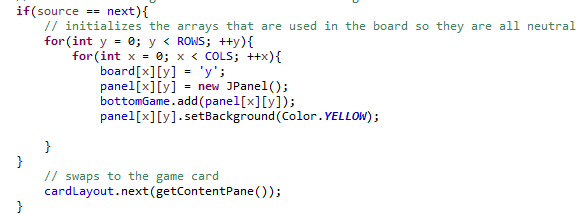 if(source == next){
// initializes the arrays that are used in the board so they are all neutral
for(int y = 0; y < ROWS; ++y){
for(int x = 0; x < COLS; ++x){
board[x][y] = 'y';
panel[x][y] = new JPanel();
bottomGame.add(panel[x][y]);
panel[x][y].setBackground(Color.YELLOW);
}
}
// swaps to the game card
cardLayout.next(getContentPane());
}